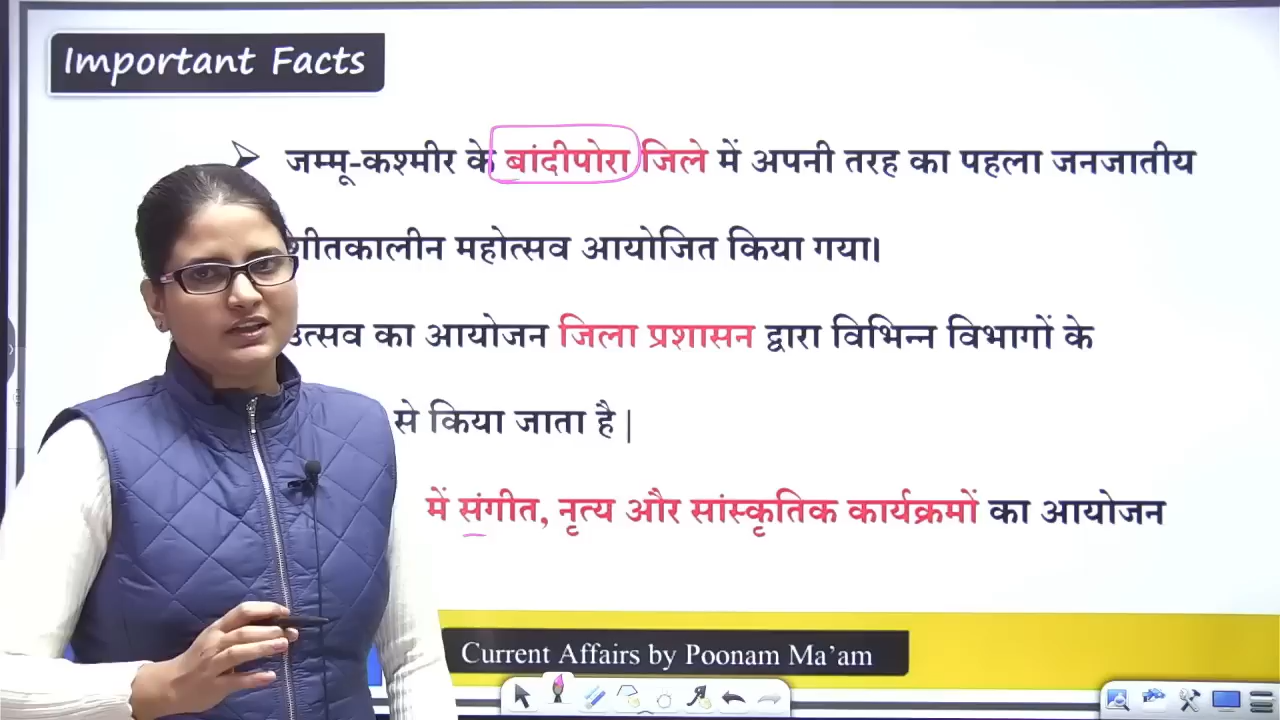 Important Facts
जम्मू-कश्मीर के बांदीपोरा जिले में अपनी तरह का पहला जनजातीय
शीतकालीन महोत्सव आयोजित किया गया।
उत्सव का आयोजन जिला प्रशासन द्वारा विभिन्न विभागों के
से किया जाता है |
में संगीत, नृत्य और सांस्कृतिक कार्यक्रमों का आयोजन
Current Affairs by Poonam Ma’am